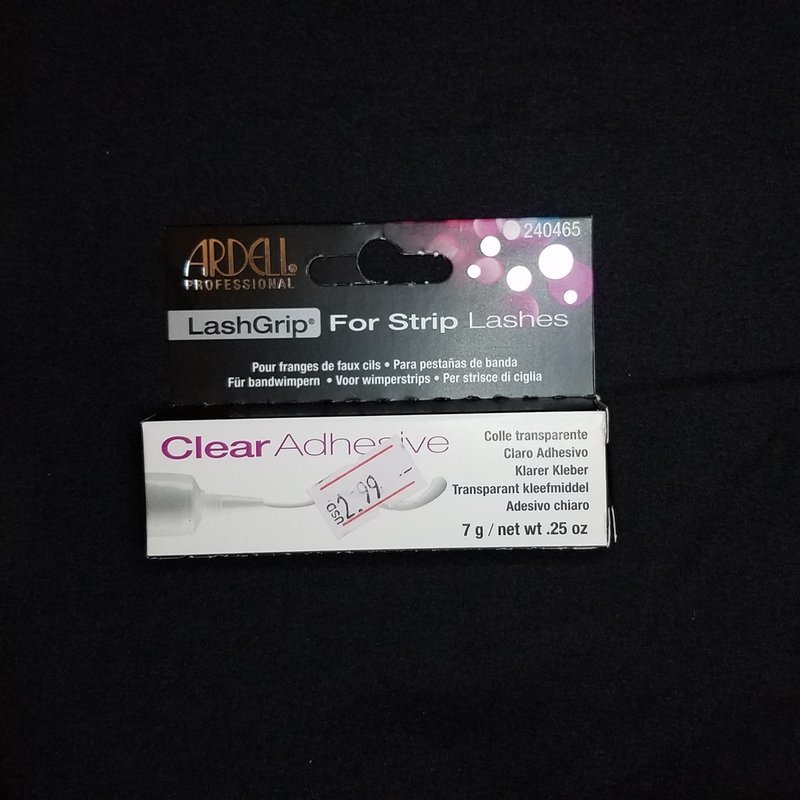 240465
ARDELL®
PROFESSIONAL
LashGrip® For Strip Lashes
Pour franges de faux cils • Para pestañas de banda
Für bandwimpern • Voor wimperstrips • Per strisce di ciglia
Clear Adhesive
Colle transparente
Claro Adhesivo
Klarer Kleber
Transparant kleefmiddel
Adesivo chiaro
7 g / net wt .25 oz
USD
2.99